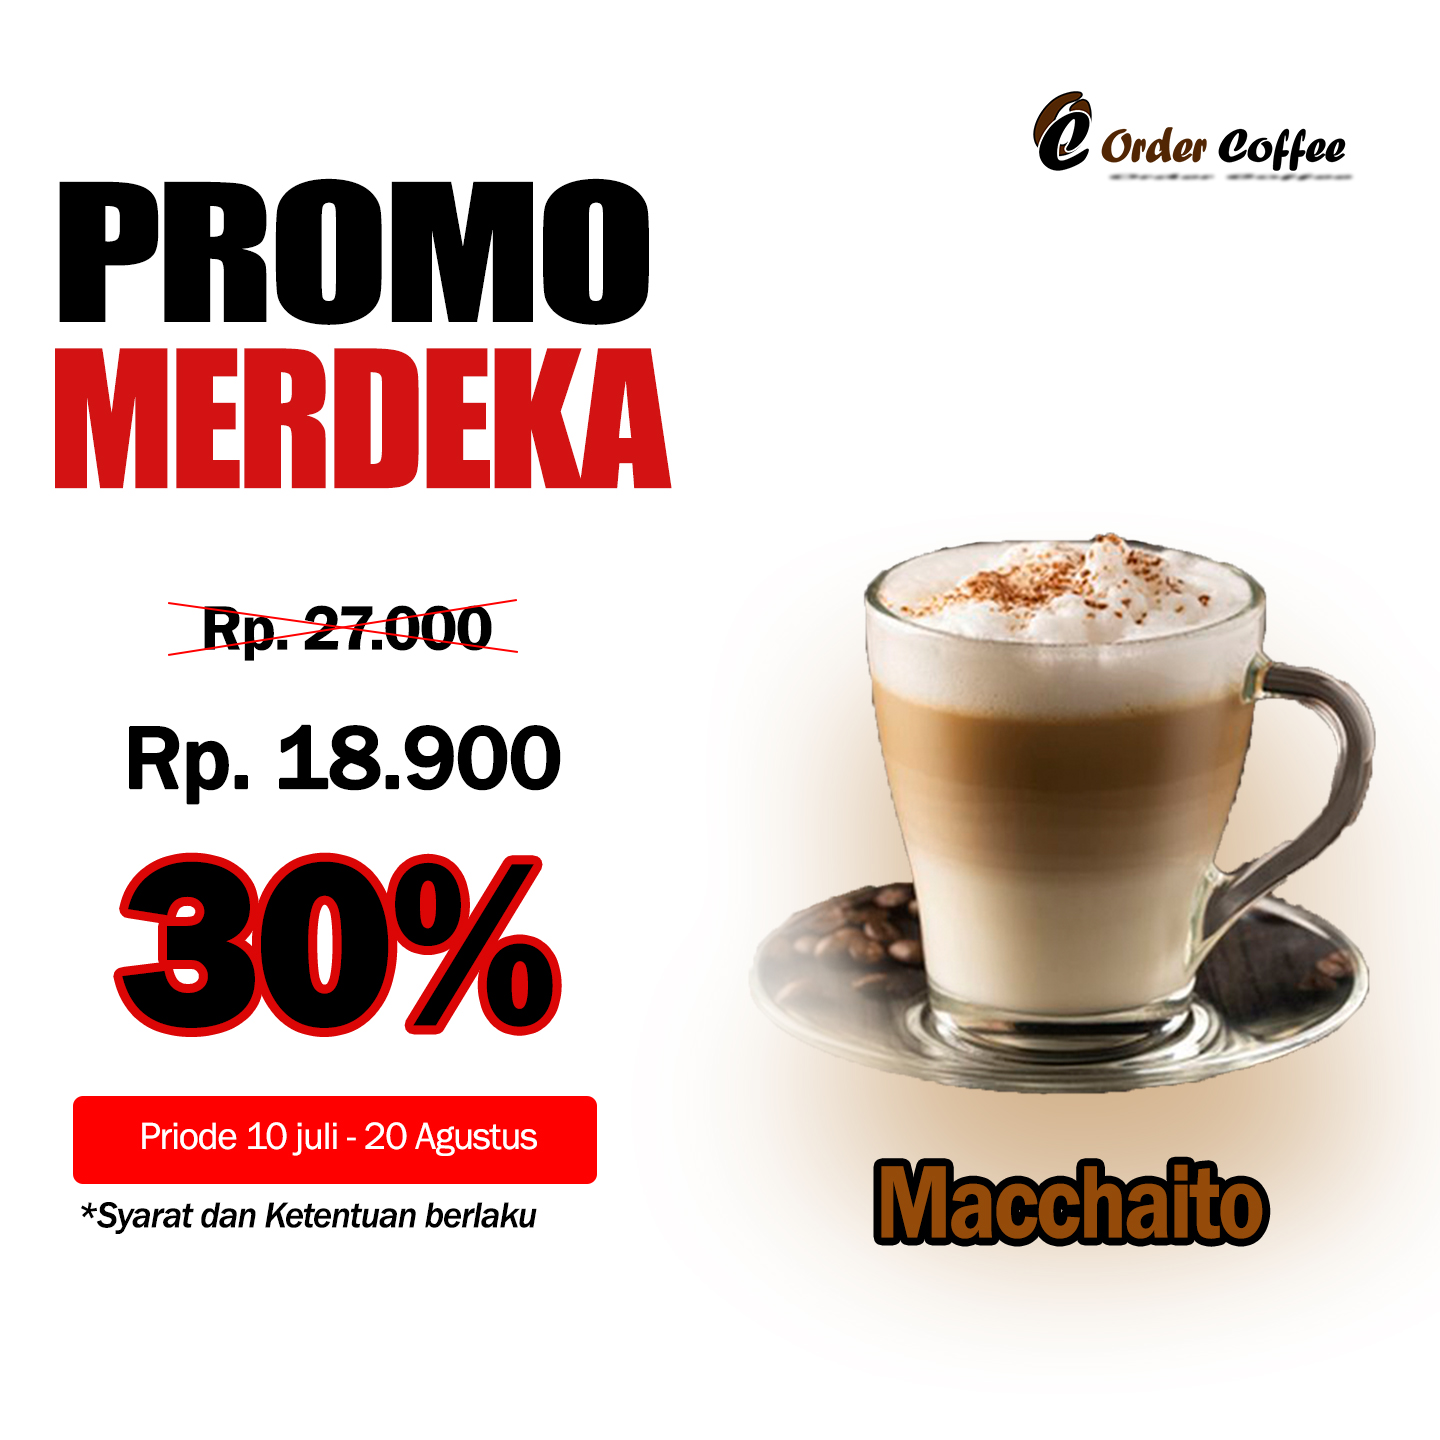 Order Coffee
PROMO
MERDEKA
Rp. 27.000
Rp. 18.900
30%
Priode 10 juli - 20 Agustus
*Syarat dan Ketentuan berlaku
Macchaito